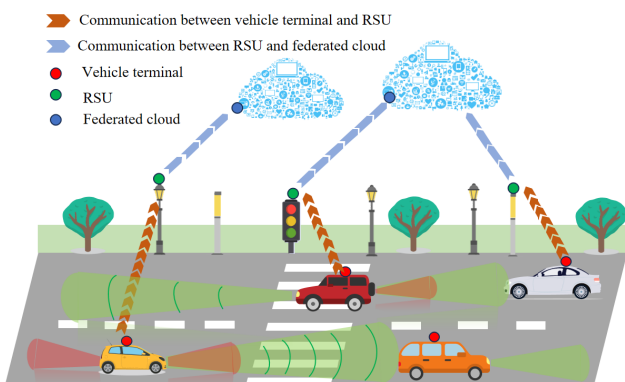 Communication between vehicle terminal and RSU
Communication between RSU and federated cloud
Vehicle terminal
RSU
Federated cloud